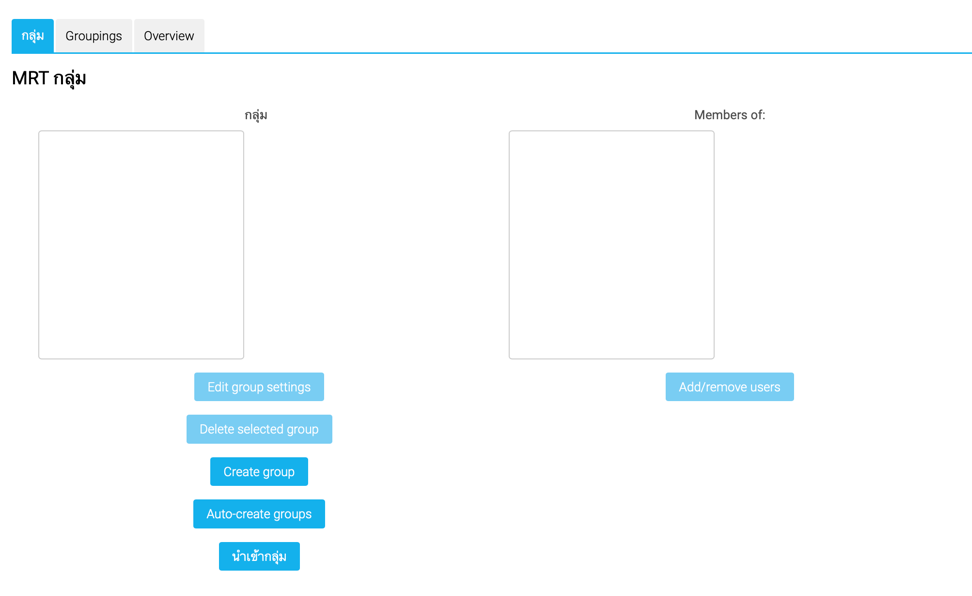 กลุ่ม Groupings Overview
MRT กลุ่ม
กลุ่ม Members of:
Edit group settings Add/remove users
Delete selected group
Create group
Auto-create groups
นำเข้ากลุ่ม